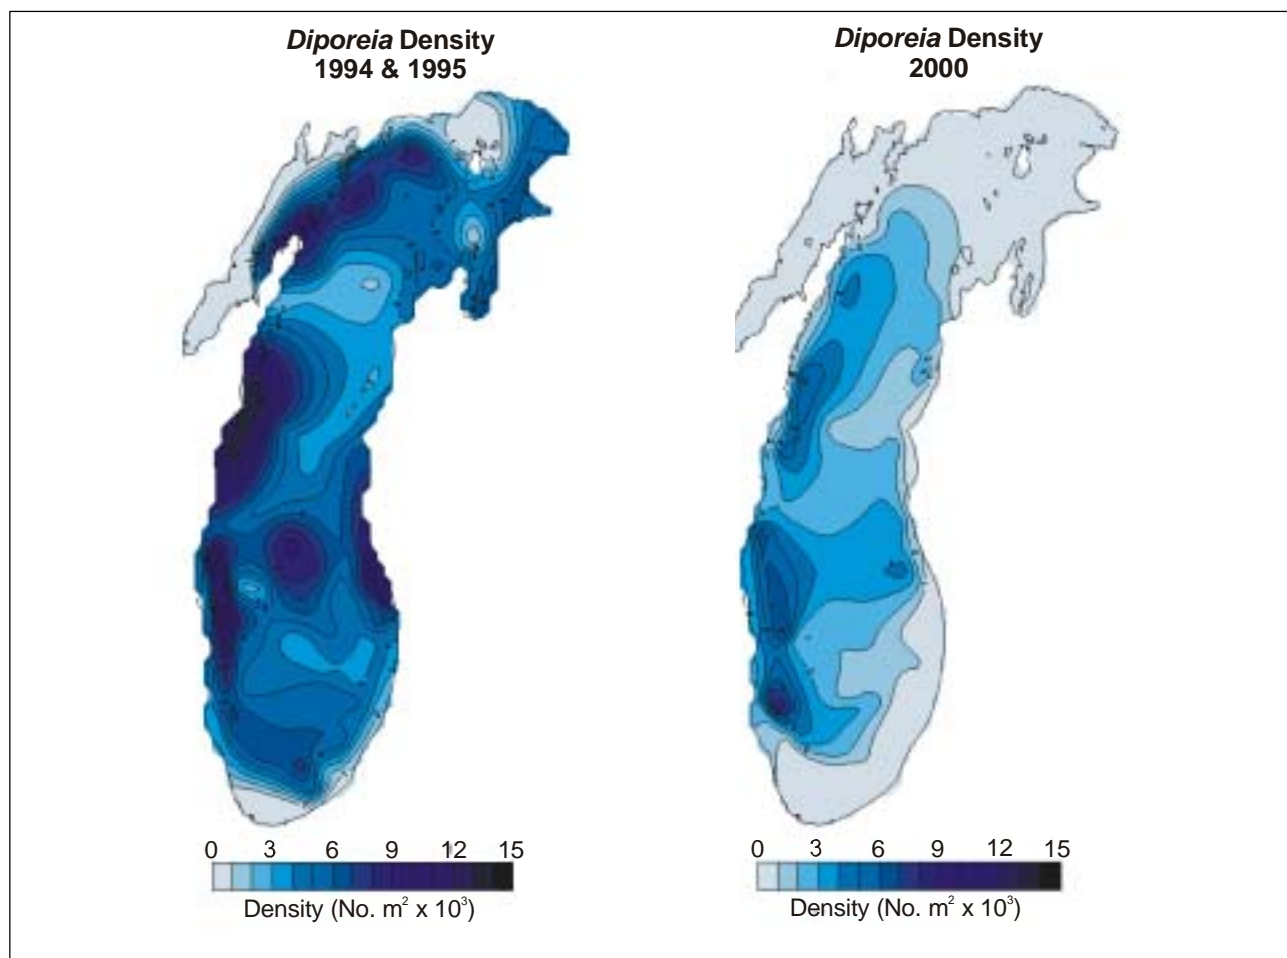 Diporeia Density
1994 & 1995
Diporeia Density
2000
0 3 6 9 12 15
Density (No. m² x 10³)
0 3 6 9 12 15
Density (No. m² x 10³)